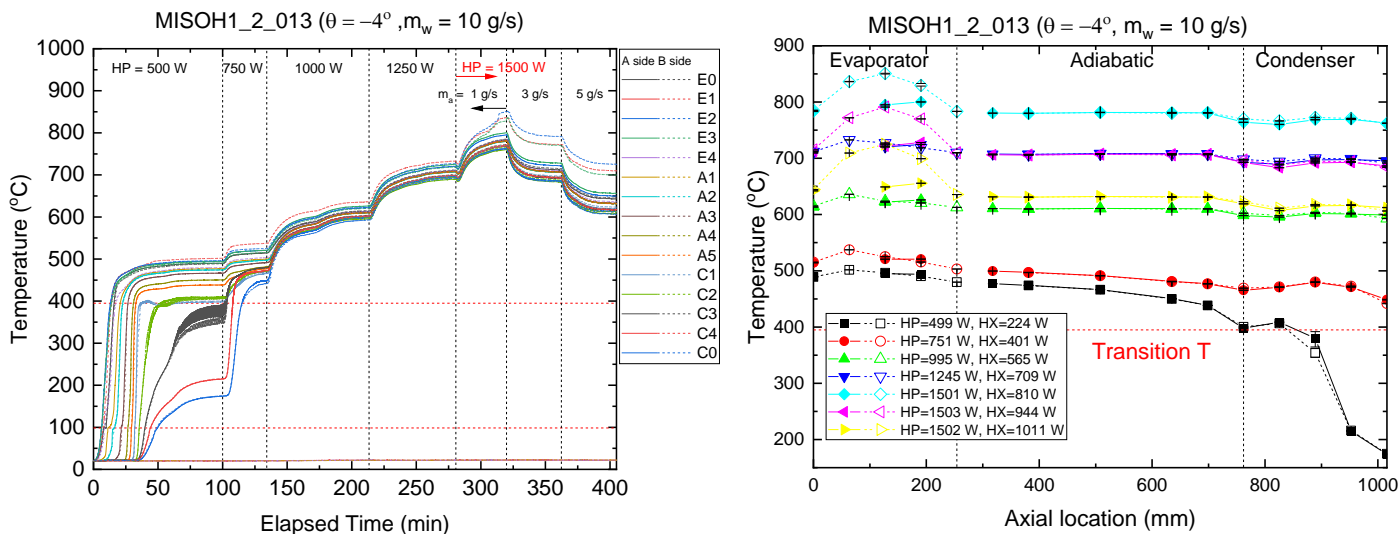 MISOH1_2_013 (θ = −4° ,m_w = 10 g/s)
1000
900
800
700
600
500
400
300
200
100
0
Temperature (°C)
HP = 500 W
750 W
1000 W
1250 W
HP = 1500 W
m_a = 1 g/s
3 g/s
5 g/s
0
50
100
150
200
250
300
350
400
Elapsed Time (min)
A side B side
E0
E1
E2
E3
E4
A1
A2
A3
A4
A5
C1
C2
C3
C4
C0
MISOH1_2_013 (θ = −4° ,m_w = 10 g/s)
900
800
700
600
500
400
300
200
Temperature (°C)
Evaporator
Adiabatic
Condenser
HP=499 W, HX=224 W
HP=751 W, HX=401 W
HP=995 W, HX=565 W
HP=1245 W, HX=709 W
HP=1501 W, HX=810 W
HP=1503 W, HX=944 W
HP=1502 W, HX=1011 W
Transition T
0
200
400
600
800
1000
Axial location (mm)